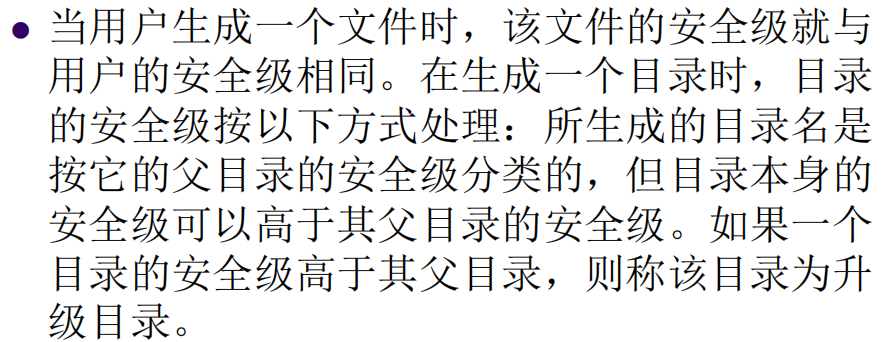 ● 当用户生成一个文件时，该文件的安全级就与
用户的安全级相同。在生成一个目录时，目录
的安全级按以下方式处理：所生成的目录名是
按它的父目录的安全级分类的，但目录本身的
安全级可以高于其父目录的安全级。如果一个
目录的安全级高于其父目录，则称该目录为升
级目录。